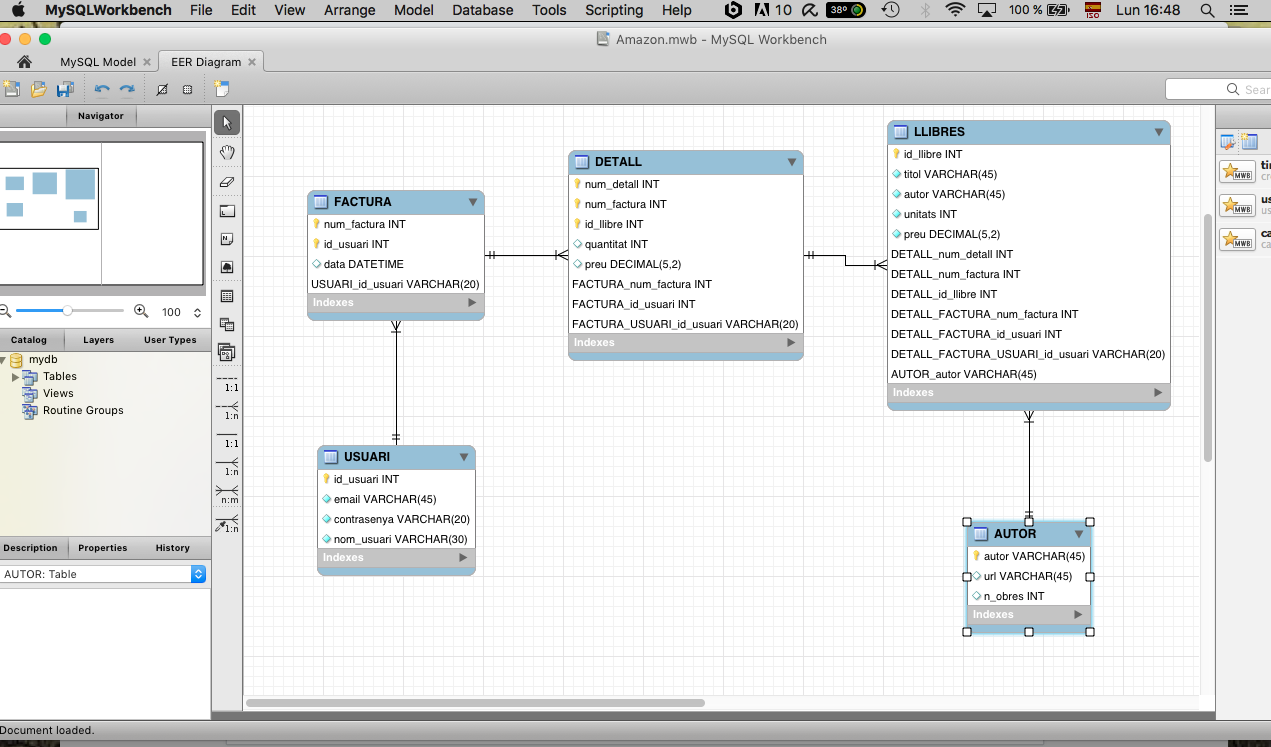 MySQLWorkbench File Edit View Arrange Model Database Tools Scripting Help 10 38° 100 % ISO Lun 16:48
Amazon.mwb - MySQL Workbench
MySQL Model EER Diagram
Navigator
100
Catalog Layers User Types
mydb
Tables
Views
Routine Groups
Description Properties History
AUTOR: Table
Document loaded.
1:1
1:n
1:1
1:n
n:m
1:n
FACTURA
num_factura INT
id_usuari INT
data DATETIME
USUARI_id_usuari VARCHAR(20)
Indexes
USUARI
id_usuari INT
email VARCHAR(45)
contrasenya VARCHAR(20)
nom_usuari VARCHAR(30)
Indexes
DETALL
num_detall INT
num_factura INT
id_llibre INT
quantitat INT
preu DECIMAL(5,2)
FACTURA_num_factura INT
FACTURA_id_usuari INT
FACTURA_USUARI_id_usuari VARCHAR(20)
Indexes
LLIBRES
id_llibre INT
titol VARCHAR(45)
autor VARCHAR(45)
unitats INT
preu DECIMAL(5,2)
DETALL_num_detall INT
DETALL_num_factura INT
DETALL_id_llibre INT
DETALL_FACTURA_num_factura INT
DETALL_FACTURA_id_usuari INT
DETALL_FACTURA_USUARI_id_usuari VARCHAR(20)
AUTOR_autor VARCHAR(45)
Indexes
AUTOR
autor VARCHAR(45)
url VARCHAR(45)
n_obres INT
Indexes
Sear
MWB
MWB
MWB